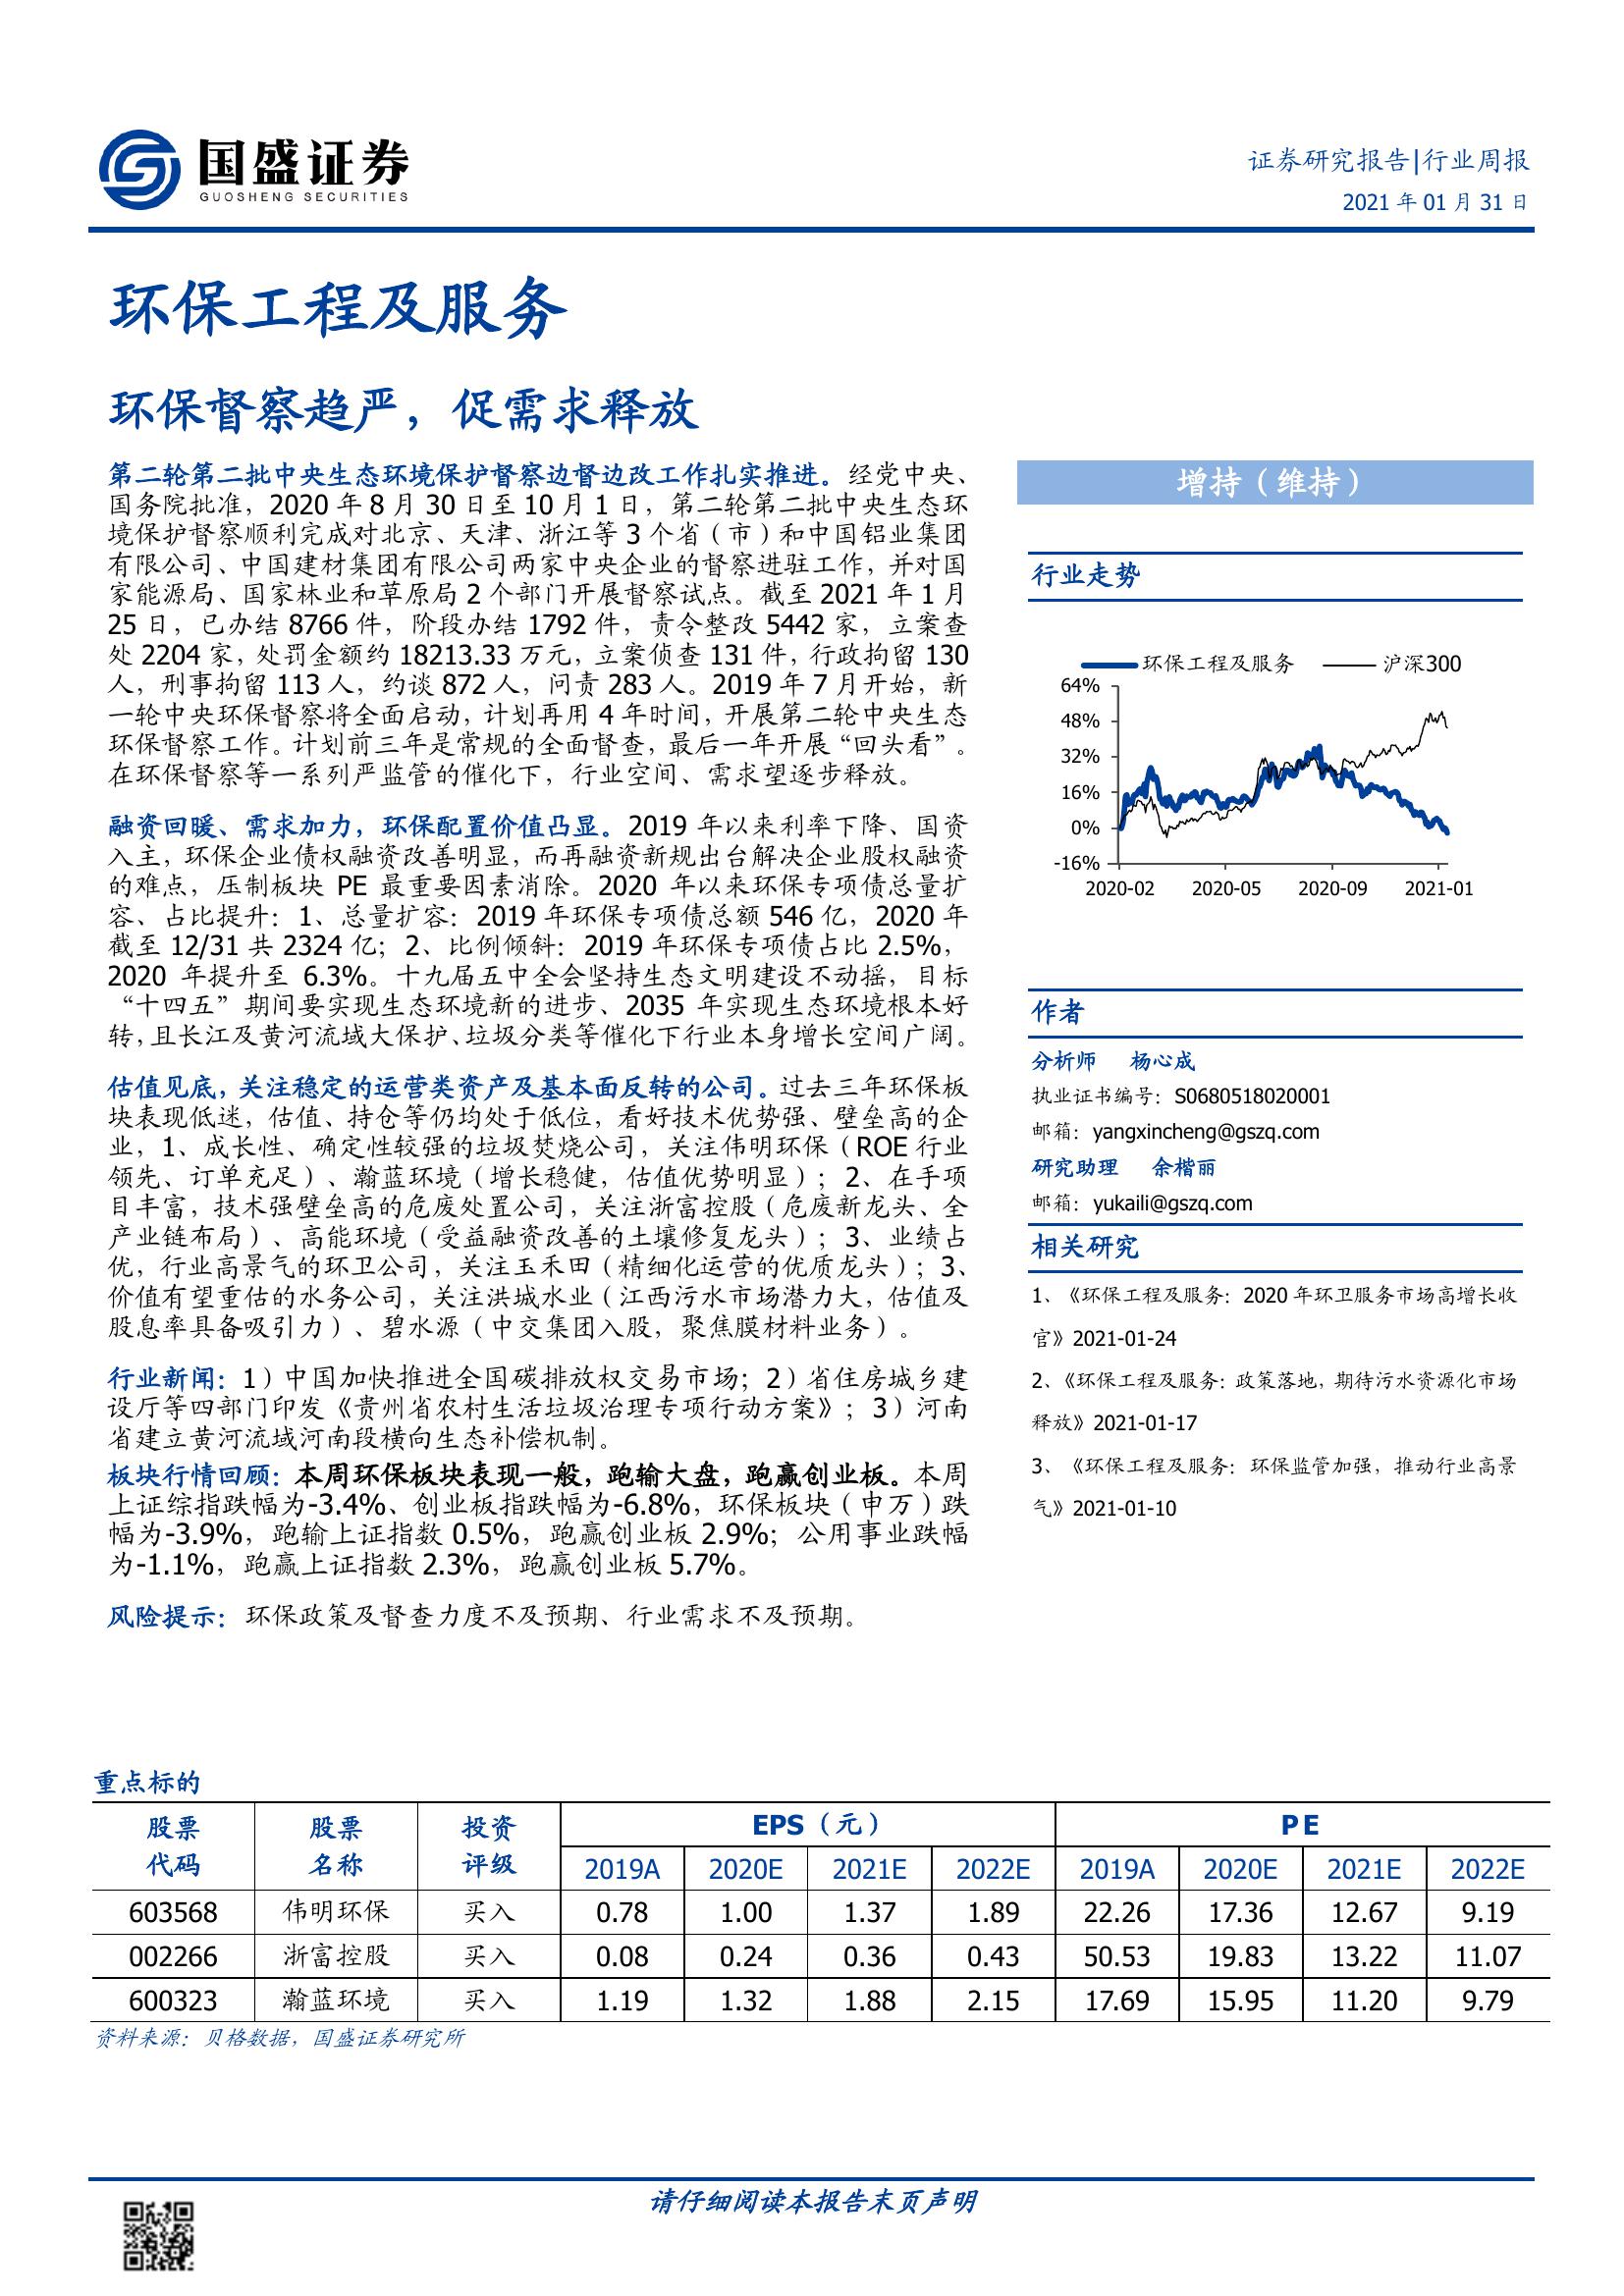 国盛证券
GUOSHENG SECURITIES
证券研究报告|行业周报
2021 年 01 月 31 日
环保工程及服务
环保督察趋严，促需求释放
第二轮第二批中央生态环境保护督察边督边改工作扎实推进。经党中央、
国务院批准，2020 年 8 月 30 日至 10 月 1 日，第二轮第二批中央生态环
境保护督察顺利完成对北京、天津、浙江等 3 个省（市）和中国铝业集团
有限公司、中国建材集团有限公司两家中央企业的督察进驻工作，并对国
家能源局、国家林业和草原局 2 个部门开展督察试点。截至 2021 年 1 月
25 日，已办结 8766 件，阶段办结 1792 件，责令整改 5442 家，立案查
处 2204 家，处罚金额约 18213.33 万元，立案侦查 131 件，行政拘留 130
人，刑事拘留 113 人，约谈 872 人，问责 283 人。2019 年 7 月开始，新
一轮中央环保督察将全面启动，计划再用 4 年时间，开展第二轮中央生态
环保督察工作。计划前三年是常规的全面督查，最后一年开展“回头看”。
在环保督察等一系列严监管的催化下，行业空间、需求望逐步释放。
融资回暖、需求加力，环保配置价值凸显。2019 年以来利率下降、国资
入主，环保企业债权融资改善明显，而再融资新规出台解决企业股权融资
的难点，压制板块 PE 最重要因素消除。2020 年以来环保专项债总量扩
容、占比提升：1、总量扩容：2019 年环保专项债总额 546 亿，2020 年
截至 12/31 共 2324 亿；2、比例倾斜：2019 年环保专项债占比 2.5%，
2020 年提升至 6.3%。十九届五中全会坚持生态文明建设不动摇，目标
“十四五”期间要实现生态环境新的进步、2035 年实现生态环境根本好
转，且长江及黄河流域大保护、垃圾分类等催化下行业本身增长空间广阔。
估值见底，关注稳定的运营类资产及基本面反转的公司。过去三年环保板
块表现低迷，估值、持仓等仍均处于低位，看好技术优势强、壁垒高的企
业，1、成长性、确定性较强的垃圾焚烧公司，关注伟明环保（ROE 行业
领先、订单充足）、瀚蓝环境（增长稳健，估值优势明显）；2、在手项
目丰富，技术强壁垒高的危废处置公司，关注浙富控股（危废新龙头、全
产业链布局）、高能环境（受益融资改善的土壤修复龙头）；3、业绩占
优，行业高景气的环卫公司，关注玉禾田（精细化运营的优质龙头）；3、
价值有望重估的水务公司，关注洪城水业（江西污水市场潜力大，估值及
股息率具备吸引力）、碧水源（中交集团入股，聚焦膜材料业务）。
行业新闻：1）中国加快推进全国碳排放权交易市场；2）省住房城乡建
设厅等四部门印发《贵州省农村生活垃圾治理专项行动方案》；3）河南
省建立黄河流域河南段横向生态补偿机制。
板块行情回顾：本周环保板块表现一般，跑输大盘，跑赢创业板。本周
上证综指跌幅为-3.4%、创业板指跌幅为-6.8%，环保板块（申万）跌
幅为-3.9%，跑输上证指数 0.5%，跑赢创业板 2.9%；公用事业跌幅
为-1.1%，跑赢上证指数 2.3%，跑赢创业板 5.7%。
风险提示：环保政策及督查力度不及预期、行业需求不及预期。
增持（维持）
行业走势
环保工程及服务 沪深300
64%
48%
32%
16%
0%
-16%
2020-02 2020-05 2020-09 2021-01
作者
分析师 杨心成
执业证书编号：S0680518020001
邮箱：yangxincheng@gszq.com
研究助理 余楷丽
邮箱：yukaili@gszq.com
相关研究
1、《环保工程及服务：2020 年环卫服务市场高增长收
官》2021-01-24
2、《环保工程及服务：政策落地，期待污水资源化市场
释放》2021-01-17
3、《环保工程及服务：环保监管加强，推动行业高景
气》2021-01-10
重点标的
股票代码 股票名称 投资评级 EPS（元） PE
2019A 2020E 2021E 2022E 2019A 2020E 2021E 2022E
603568 伟明环保 买入 0.78 1.00 1.37 1.89 22.26 17.36 12.67 9.19
002266 浙富控股 买入 0.08 0.24 0.36 0.43 50.53 19.83 13.22 11.07
600323 瀚蓝环境 买入 1.19 1.32 1.88 2.15 17.69 15.95 11.20 9.79
资料来源：贝格数据，国盛证券研究所
请仔细阅读本报告末页声明